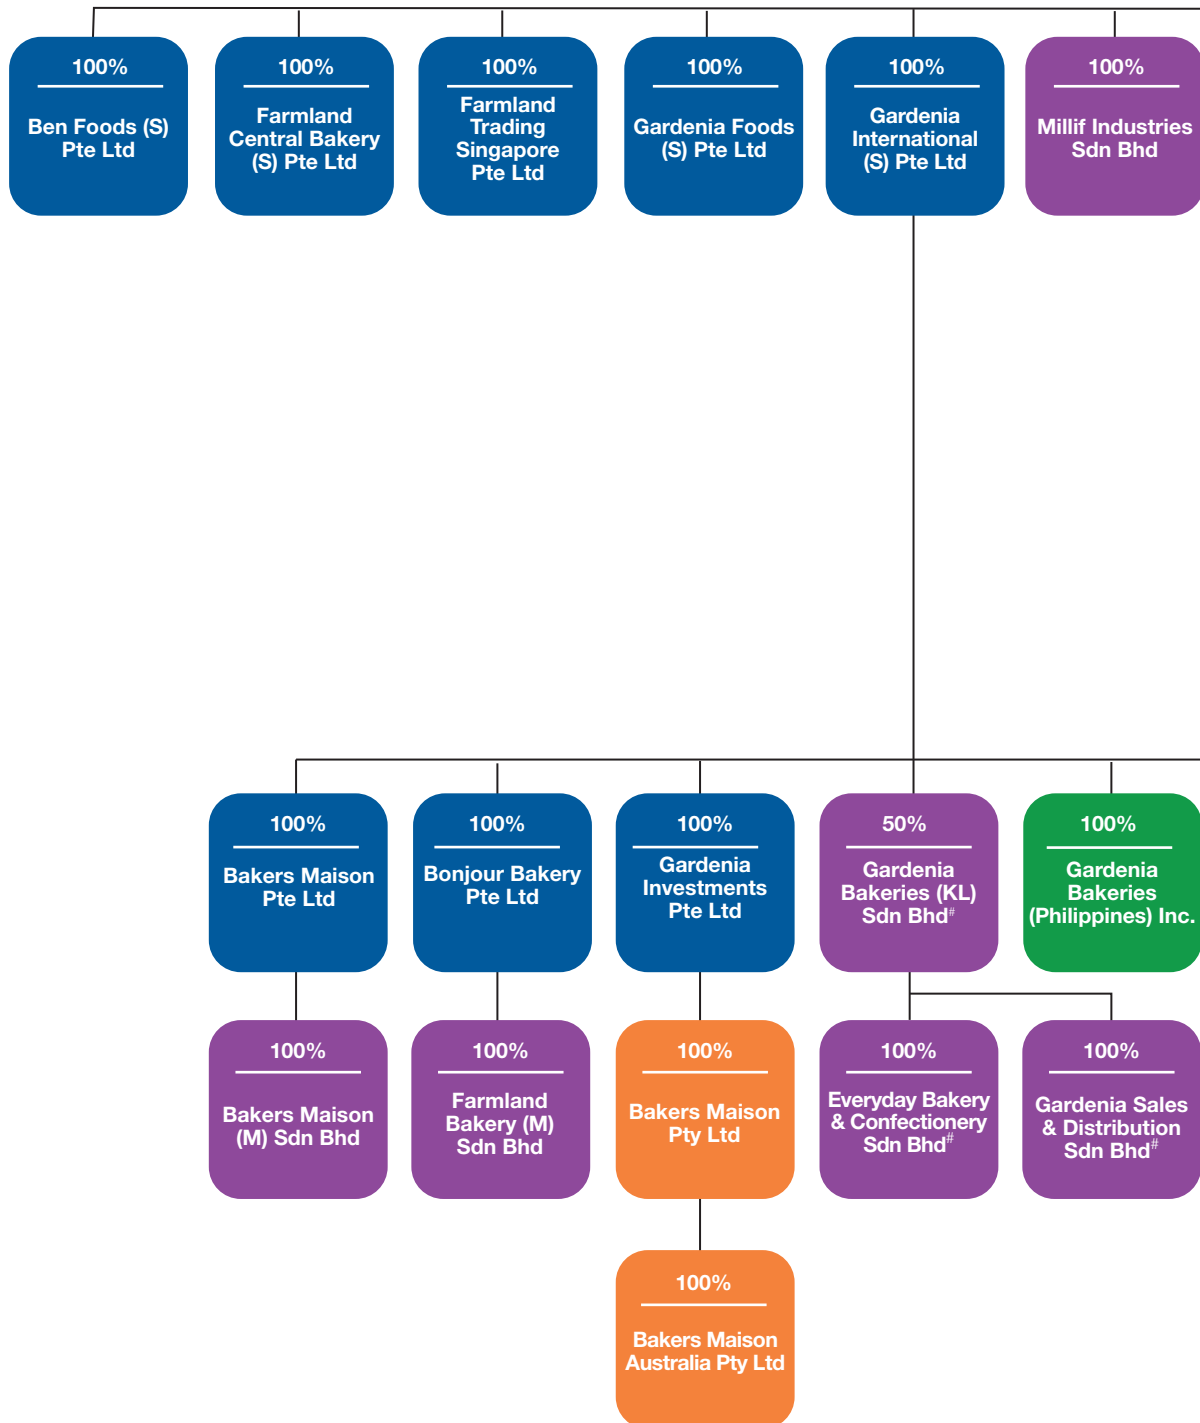 100%
Ben Foods (S)
Pte Ltd
100%
Farmland
Central Bakery
(S) Pte Ltd
100%
Farmland
Trading
Singapore
Pte Ltd
100%
Gardenia Foods
(S) Pte Ltd
100%
Gardenia
International
(S) Pte Ltd
100%
Millif Industries
Sdn Bhd
100%
Bakers Maison
Pte Ltd
100%
Bonjour Bakery
Pte Ltd
100%
Gardenia
Investments
Pte Ltd
50%
Gardenia
Bakeries (KL)
Sdn Bhd#
100%
Gardenia
Bakeries
(Philippines) Inc.
100%
Bakers Maison
(M) Sdn Bhd
100%
Farmland
Bakery (M)
Sdn Bhd
100%
Bakers Maison
Pty Ltd
100%
Everyday Bakery
& Confectionery
Sdn Bhd#
100%
Gardenia Sales
& Distribution
Sdn Bhd#
100%
Bakers Maison
Australia Pty Ltd